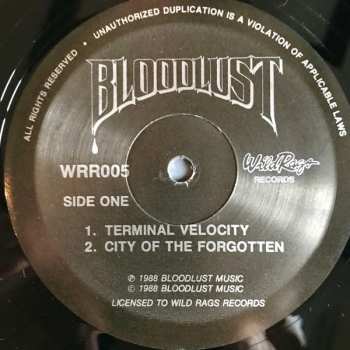 ALL RIGHTS RESERVED • UNAUTHORIZED DUPLICATION IS A VIOLATION OF APPLICABLE LAWS
BLOODLUST
WRR005
Wild Rags
RECORDS
SIDE ONE
1. TERMINAL VELOCITY
2. CITY OF THE FORGOTTEN
℗ 1988 BLOODLUST MUSIC
© 1988 BLOODLUST MUSIC
LICENSED TO WILD RAGS RECORDS